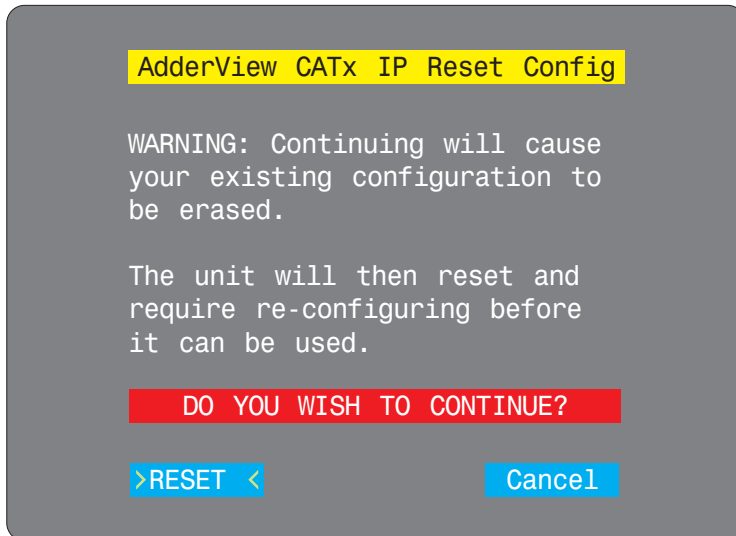 AdderView CATx IP Reset Config
WARNING: Continuing will cause
your existing configuration to
be erased.
The unit will then reset and
require re-configuring before
it can be used.
DO YOU WISH TO CONTINUE?
>RESET < Cancel